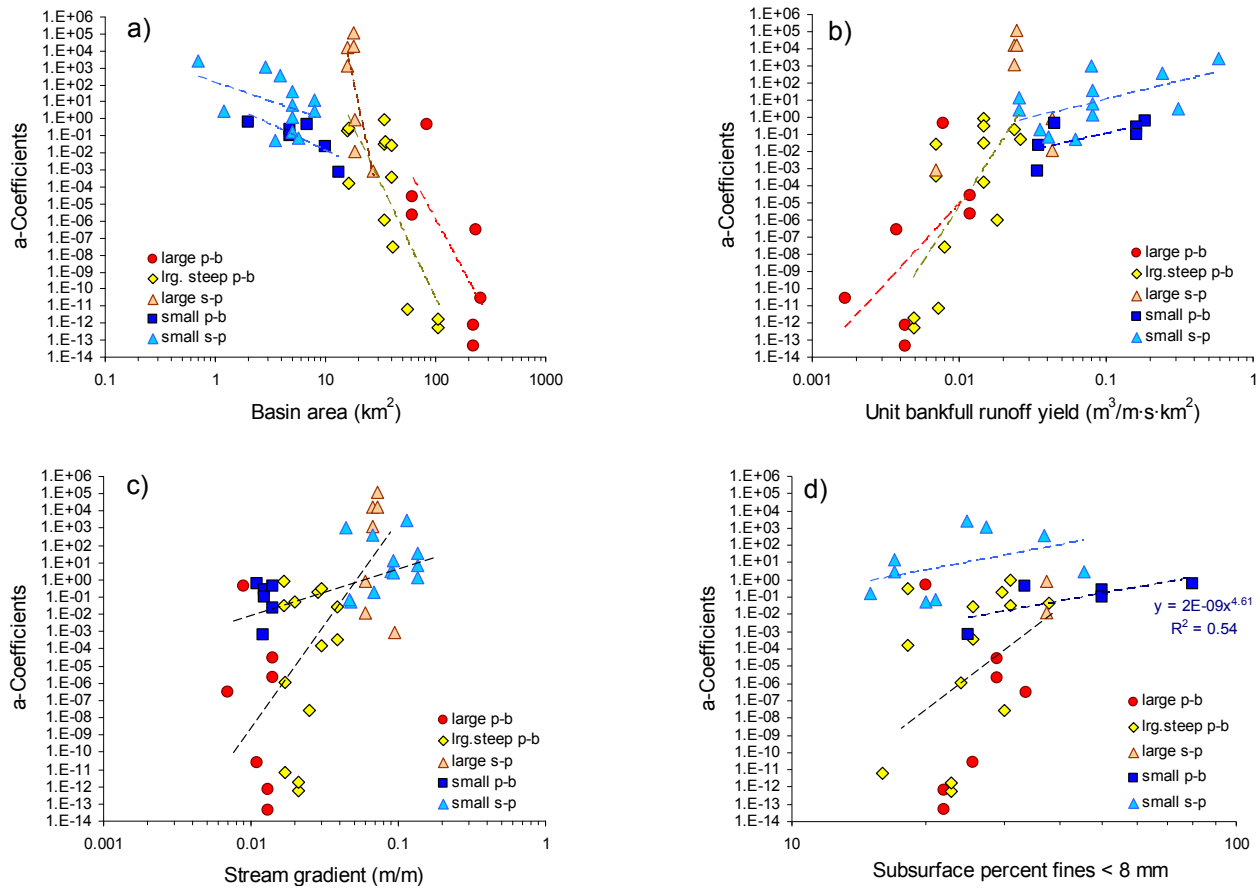 a)
a-Coefficients
1.E+06
1.E+05
1.E+04
1.E+03
1.E+02
1.E+01
1.E+00
1.E-01
1.E-02
1.E-03
1.E-04
1.E-05
1.E-06
1.E-07
1.E-08
1.E-09
1.E-10
1.E-11
1.E-12
1.E-13
1.E-14
large p-b
lrg. steep p-b
large s-p
small p-b
small s-p
0.1 1 10 100 1000
Basin area (km²)
b)
a-Coefficients
1.E+06
1.E+05
1.E+04
1.E+03
1.E+02
1.E+01
1.E+00
1.E-01
1.E-02
1.E-03
1.E-04
1.E-05
1.E-06
1.E-07
1.E-08
1.E-09
1.E-10
1.E-11
1.E-12
1.E-13
1.E-14
large p-b
lrg.steep p-b
large s-p
small p-b
small s-p
0.001 0.01 0.1 1
Unit bankfull runoff yield (m³/m·s·km²)
c)
a-Coefficients
1.E+06
1.E+05
1.E+04
1.E+03
1.E+02
1.E+01
1.E+00
1.E-01
1.E-02
1.E-03
1.E-04
1.E-05
1.E-06
1.E-07
1.E-08
1.E-09
1.E-10
1.E-11
1.E-12
1.E-13
1.E-14
large p-b
lrg.steep p-b
large s-p
small p-b
small s-p
0.001 0.01 0.1 1
Stream gradient (m/m)
d)
a-Coefficients
1.E+06
1.E+05
1.E+04
1.E+03
1.E+02
1.E+01
1.E+00
1.E-01
1.E-02
1.E-03
1.E-04
1.E-05
1.E-06
1.E-07
1.E-08
1.E-09
1.E-10
1.E-11
1.E-12
1.E-13
1.E-14
y = 2E-09x^4.61
R² = 0.54
large p-b
lrg.steep p-b
large s-p
small p-b
small s-p
10 100
Subsurface percent fines < 8 mm